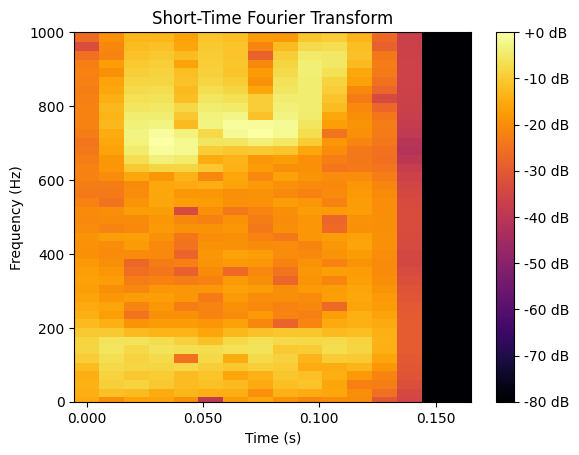 Short-Time Fourier Transform
1000
800
600
400
200
0
Frequency (Hz)
0.000
0.050
0.100
0.150
Time (s)
+0 dB
-10 dB
-20 dB
-30 dB
-40 dB
-50 dB
-60 dB
-70 dB
-80 dB